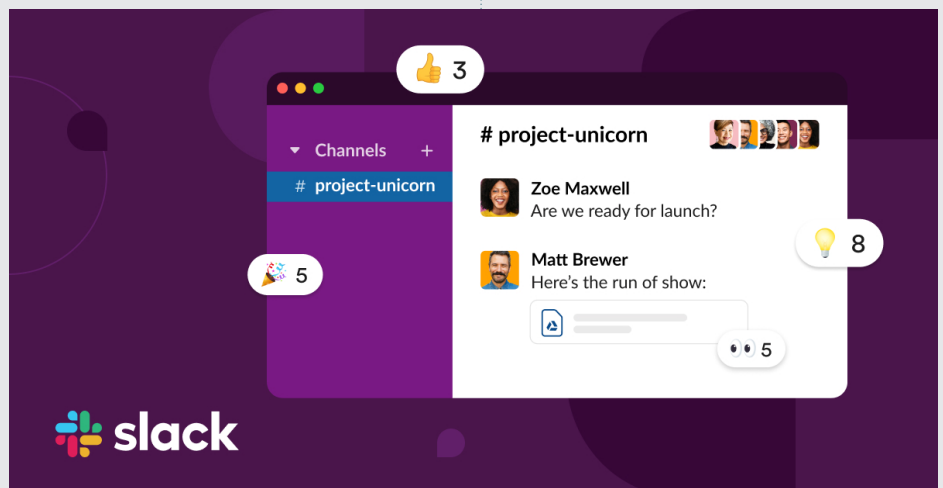 3
Channels +
# project-unicorn
# project-unicorn
Zoe Maxwell
Are we ready for launch?
Matt Brewer
Here’s the run of show:
5
8
5
slack